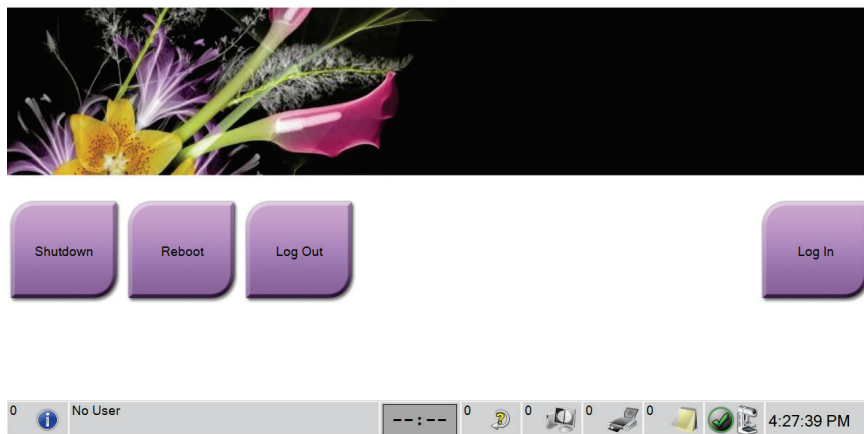 Shutdown
Reboot
Log Out
Log In
0
No User
--:--
0
0
0
0
4:27:39 PM